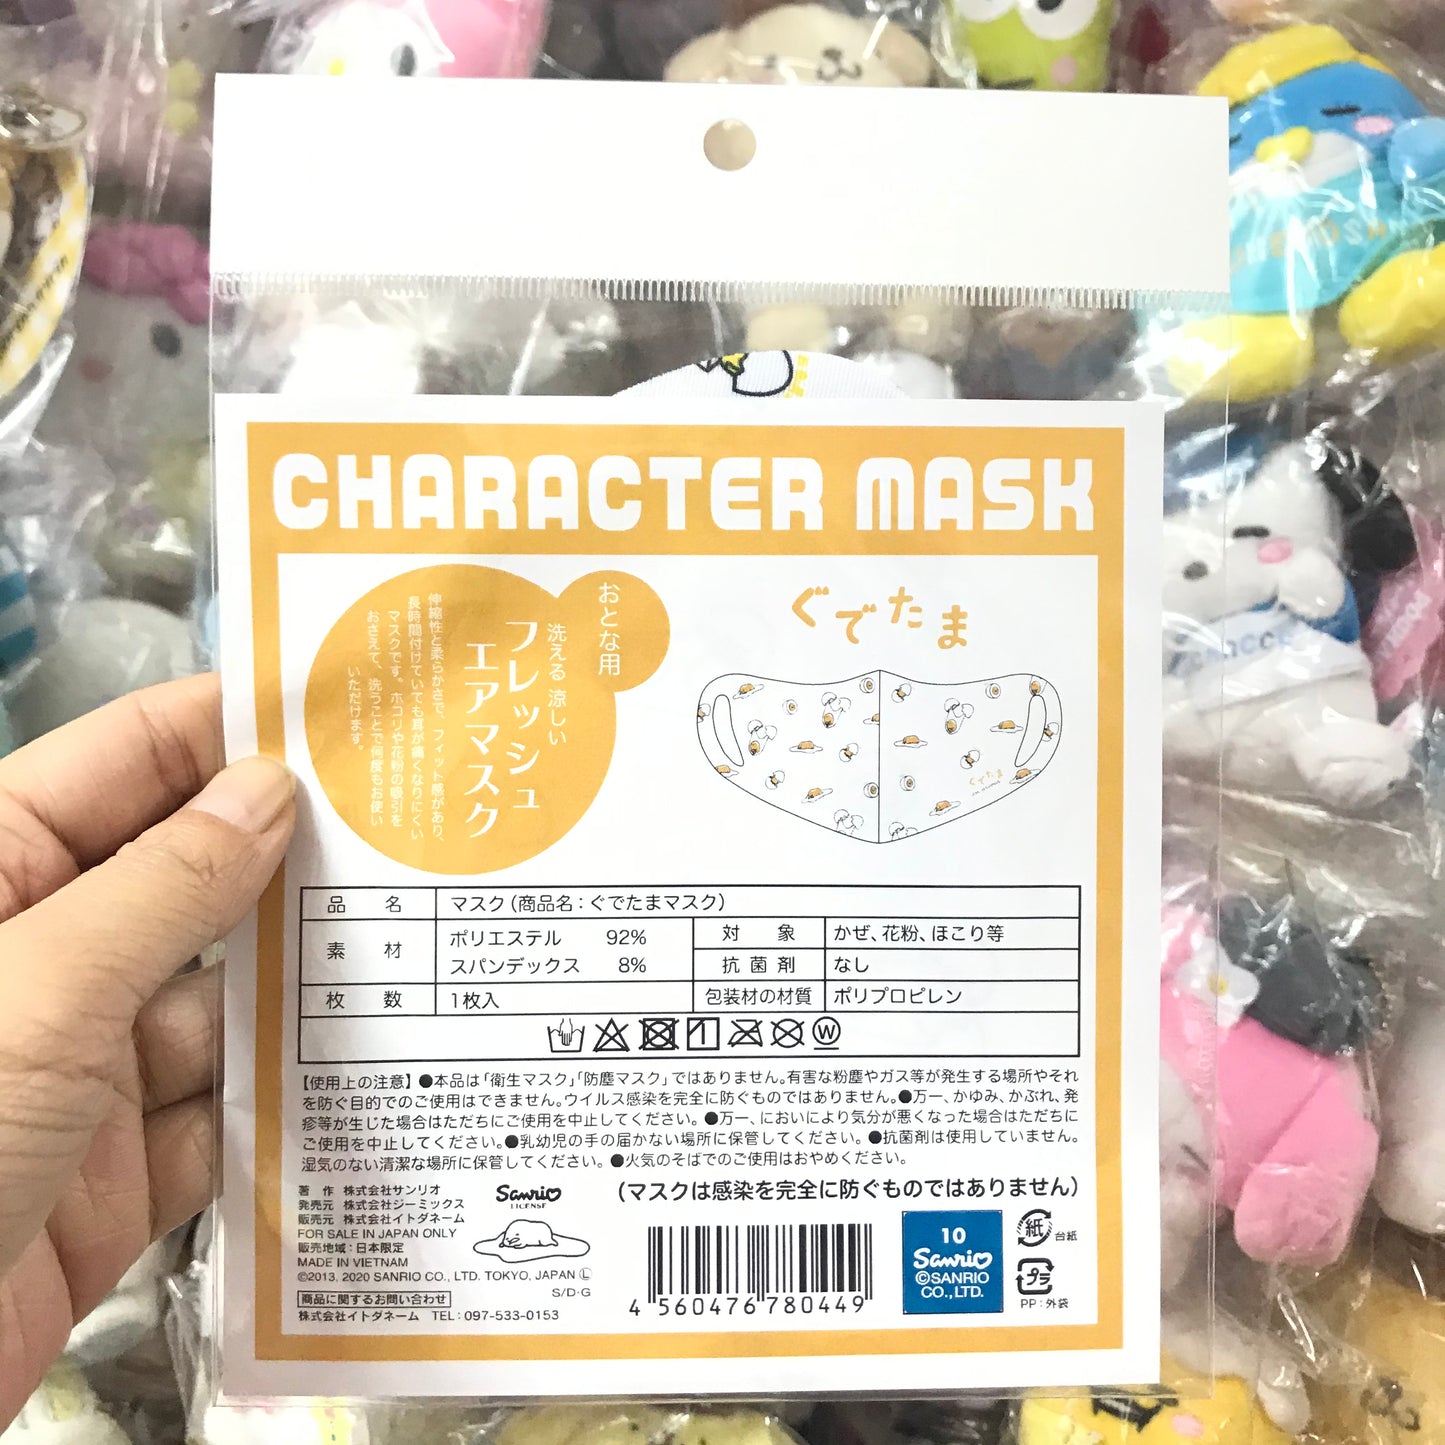 CHARACTER MASK
おとな用
洗える 涼しい
フレッシュ
エアマスク
伸縮性と柔らかさで、フィット感があり、
長時間付けていても耳が痛くなりにくい
マスクです。ホコリや花粉の吸引を
おさえて、洗うことで何度もお使い
いただけます。
ぐでたま
ぐでたま
品名 マスク(商品名:ぐでたまマスク)
素材 ポリエステル 92%
スパンデックス 8%
対象 かぜ、花粉、ほこり等
抗菌剤 なし
枚数 1枚入
包装材の材質 ポリプロピレン
W
【使用上の注意】●本品は「衛生マスク」「防塵マスク」ではありません。有害な粉塵やガス等が発生する場所やそれ
を防ぐ目的でのご使用はできません。ウイルス感染を完全に防ぐものではありません。●万一、かゆみ、かぶれ、発
疹等が生じた場合はただちにご使用を中止してください。●万一、においにより気分が悪くなった場合はただちに
ご使用を中止してください。●乳幼児の手の届かない場所に保管してください。●抗菌剤は使用していません。
湿気のない清潔な場所に保管してください。●火気のそばでのご使用はおやめください。
(マスクは感染を完全に防ぐものではありません)
著作 株式会社サンリオ
発売元 株式会社ジーミックス
販売元 株式会社イトダネーム
FOR SALE IN JAPAN ONLY
販売地域:日本限定
MADE IN VIETNAM
©2013, 2020 SANRIO CO., LTD. TOKYO, JAPAN Ⓛ
S/D・G
商品に関するお問い合わせ
株式会社イトダネーム TEL:097-533-0153
Sanrio
LICENSE
4 560476 780449
10
Sanrio
©SANRIO
CO.,LTD.
紙 台紙
プラ
PP:外袋